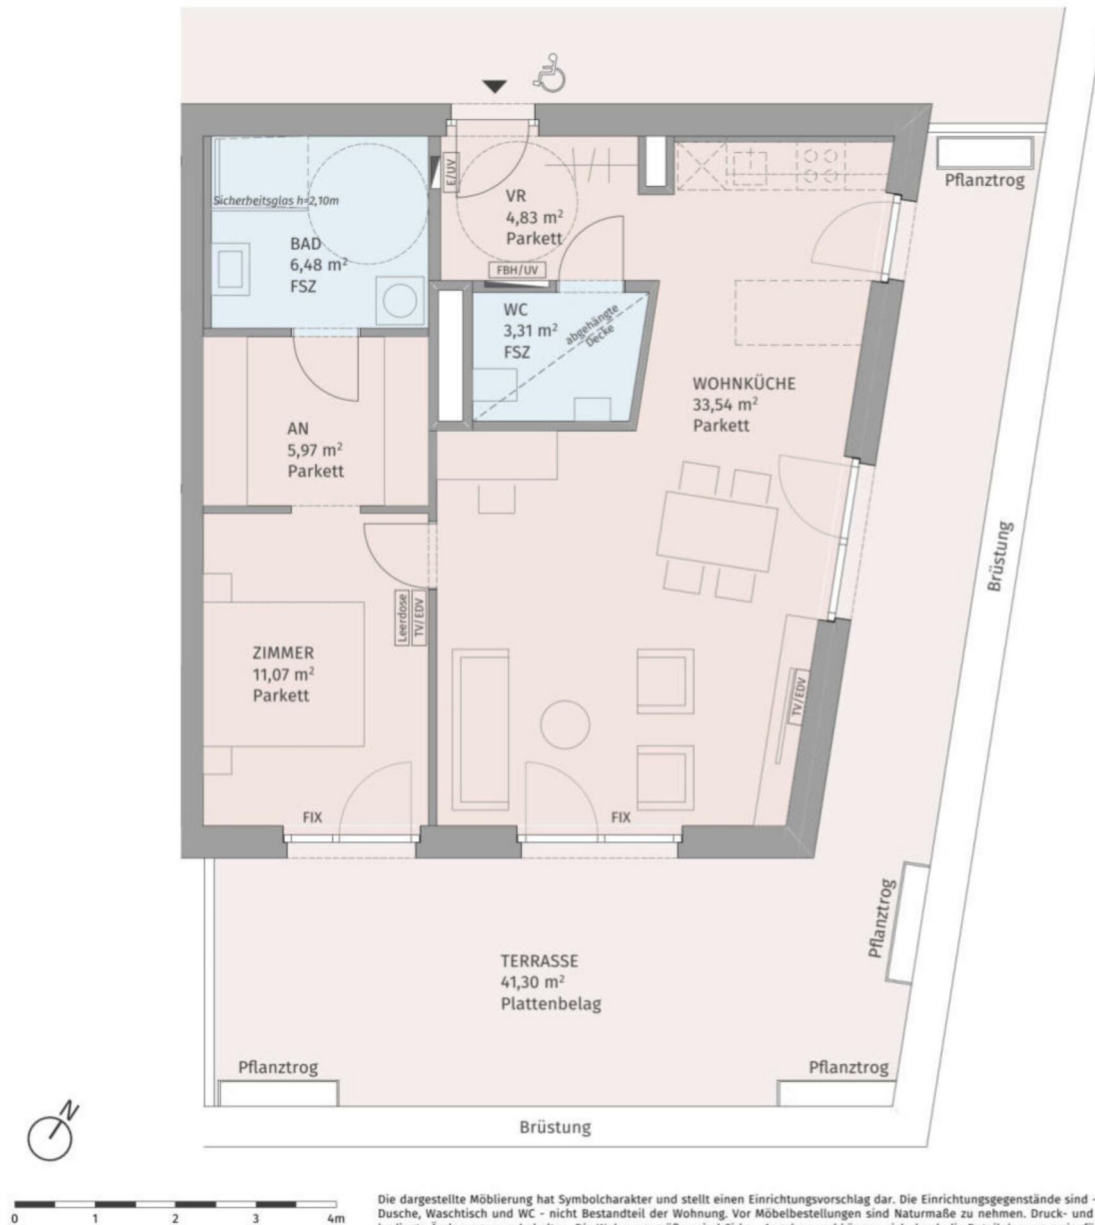 Pflanztrog
E/UV
VR
4,83 m²
Parkett
Sicherheitsglas h=2,10m
BAD
6,48 m²
FSZ
FBH/UV
WC
3,31 m²
FSZ
abgehängte
Decke
WOHNKÜCHE
33,54 m²
Parkett
AN
5,97 m²
Parkett
Brüstung
Leerdose
TV/EDV
ZIMMER
11,07 m²
Parkett
TV/EDV
FIX
FIX
Pflanztrog
TERRASSE
41,30 m²
Plattenbelag
Pflanztrog
Pflanztrog
Brüstung
N
0 1 2 3 4m
Die dargestellte Möblierung hat Symbolcharakter und stellt einen Einrichtungsvorschlag dar. Die Einrichtungsgegenstände sind -
Dusche, Waschtisch und WC - nicht Bestandteil der Wohnung. Vor Möbelbestellungen sind Naturmaße zu nehmen. Druck- und